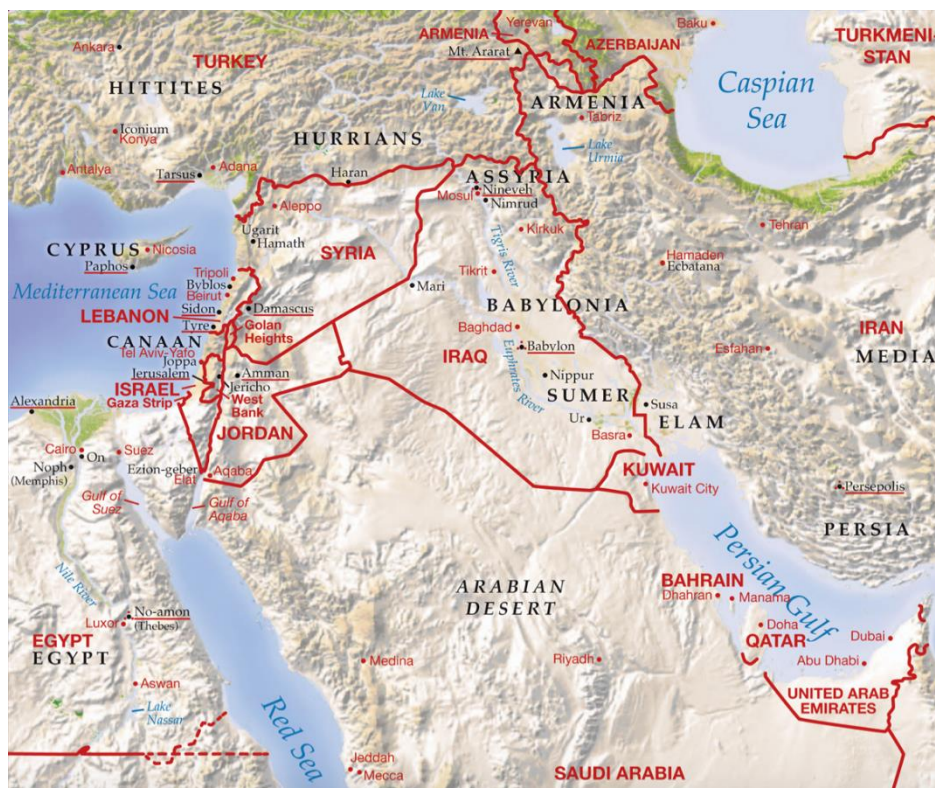 Yerevan
Baku
ARMENIA
AZERBAIJAN
TURKMENI-
STAN
Ankara
TURKEY
Mt. Ararat
HITTITES
Lake
Van
ARMENIA
Caspian
Sea
Tabriz
Iconium
Konya
HURRIANS
Lake
Urmia
Antalya
Adana
Tarsus
Haran
ASSYRIA
Nineveh
Mosul
Nimrud
Aleppo
Ugarit
Hamath
Tigris River
Kirkuk
Tehran
CYPRUS
Nicosia
SYRIA
Paphos
Hamaden
Ecbatana
Tripoli
Tikrit
Byblos
Mari
Mediterranean Sea
Beirut
BABYLONIA
Sidon
Damascus
LEBANON
Tyre
Golan
Heights
Baghdad
IRAN
CANAAN
Tel Aviv-Yafo
Joppa
IRAQ
Babylon
Esfahan
MEDIA
Euphrates River
Jerusalem
Amman
Nippur
ISRAEL
Jericho
Gaza Strip
West
Bank
SUMER
Susa
Alexandria
Ur
ELAM
JORDAN
Basra
Cairo
On
Suez
Noph
(Memphis)
Ezion-geber
Elat
Aqaba
KUWAIT
Kuwait City
Persepolis
Gulf of
Suez
Gulf of
Aqaba
PERSIA
Nile River
Persian Gulf
ARABIAN
DESERT
BAHRAIN
Dhahran
Manama
No-amon
(Thebes)
Luxor
Doha
QATAR
Dubai
EGYPT
EGYPT
Medina
Riyadh
Abu Dhabi
Aswan
Lake
Nassar
UNITED ARAB
EMIRATES
Red Sea
Jeddah
Mecca
SAUDI ARABIA